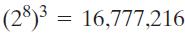 (2⁸)³ = 16,777,216